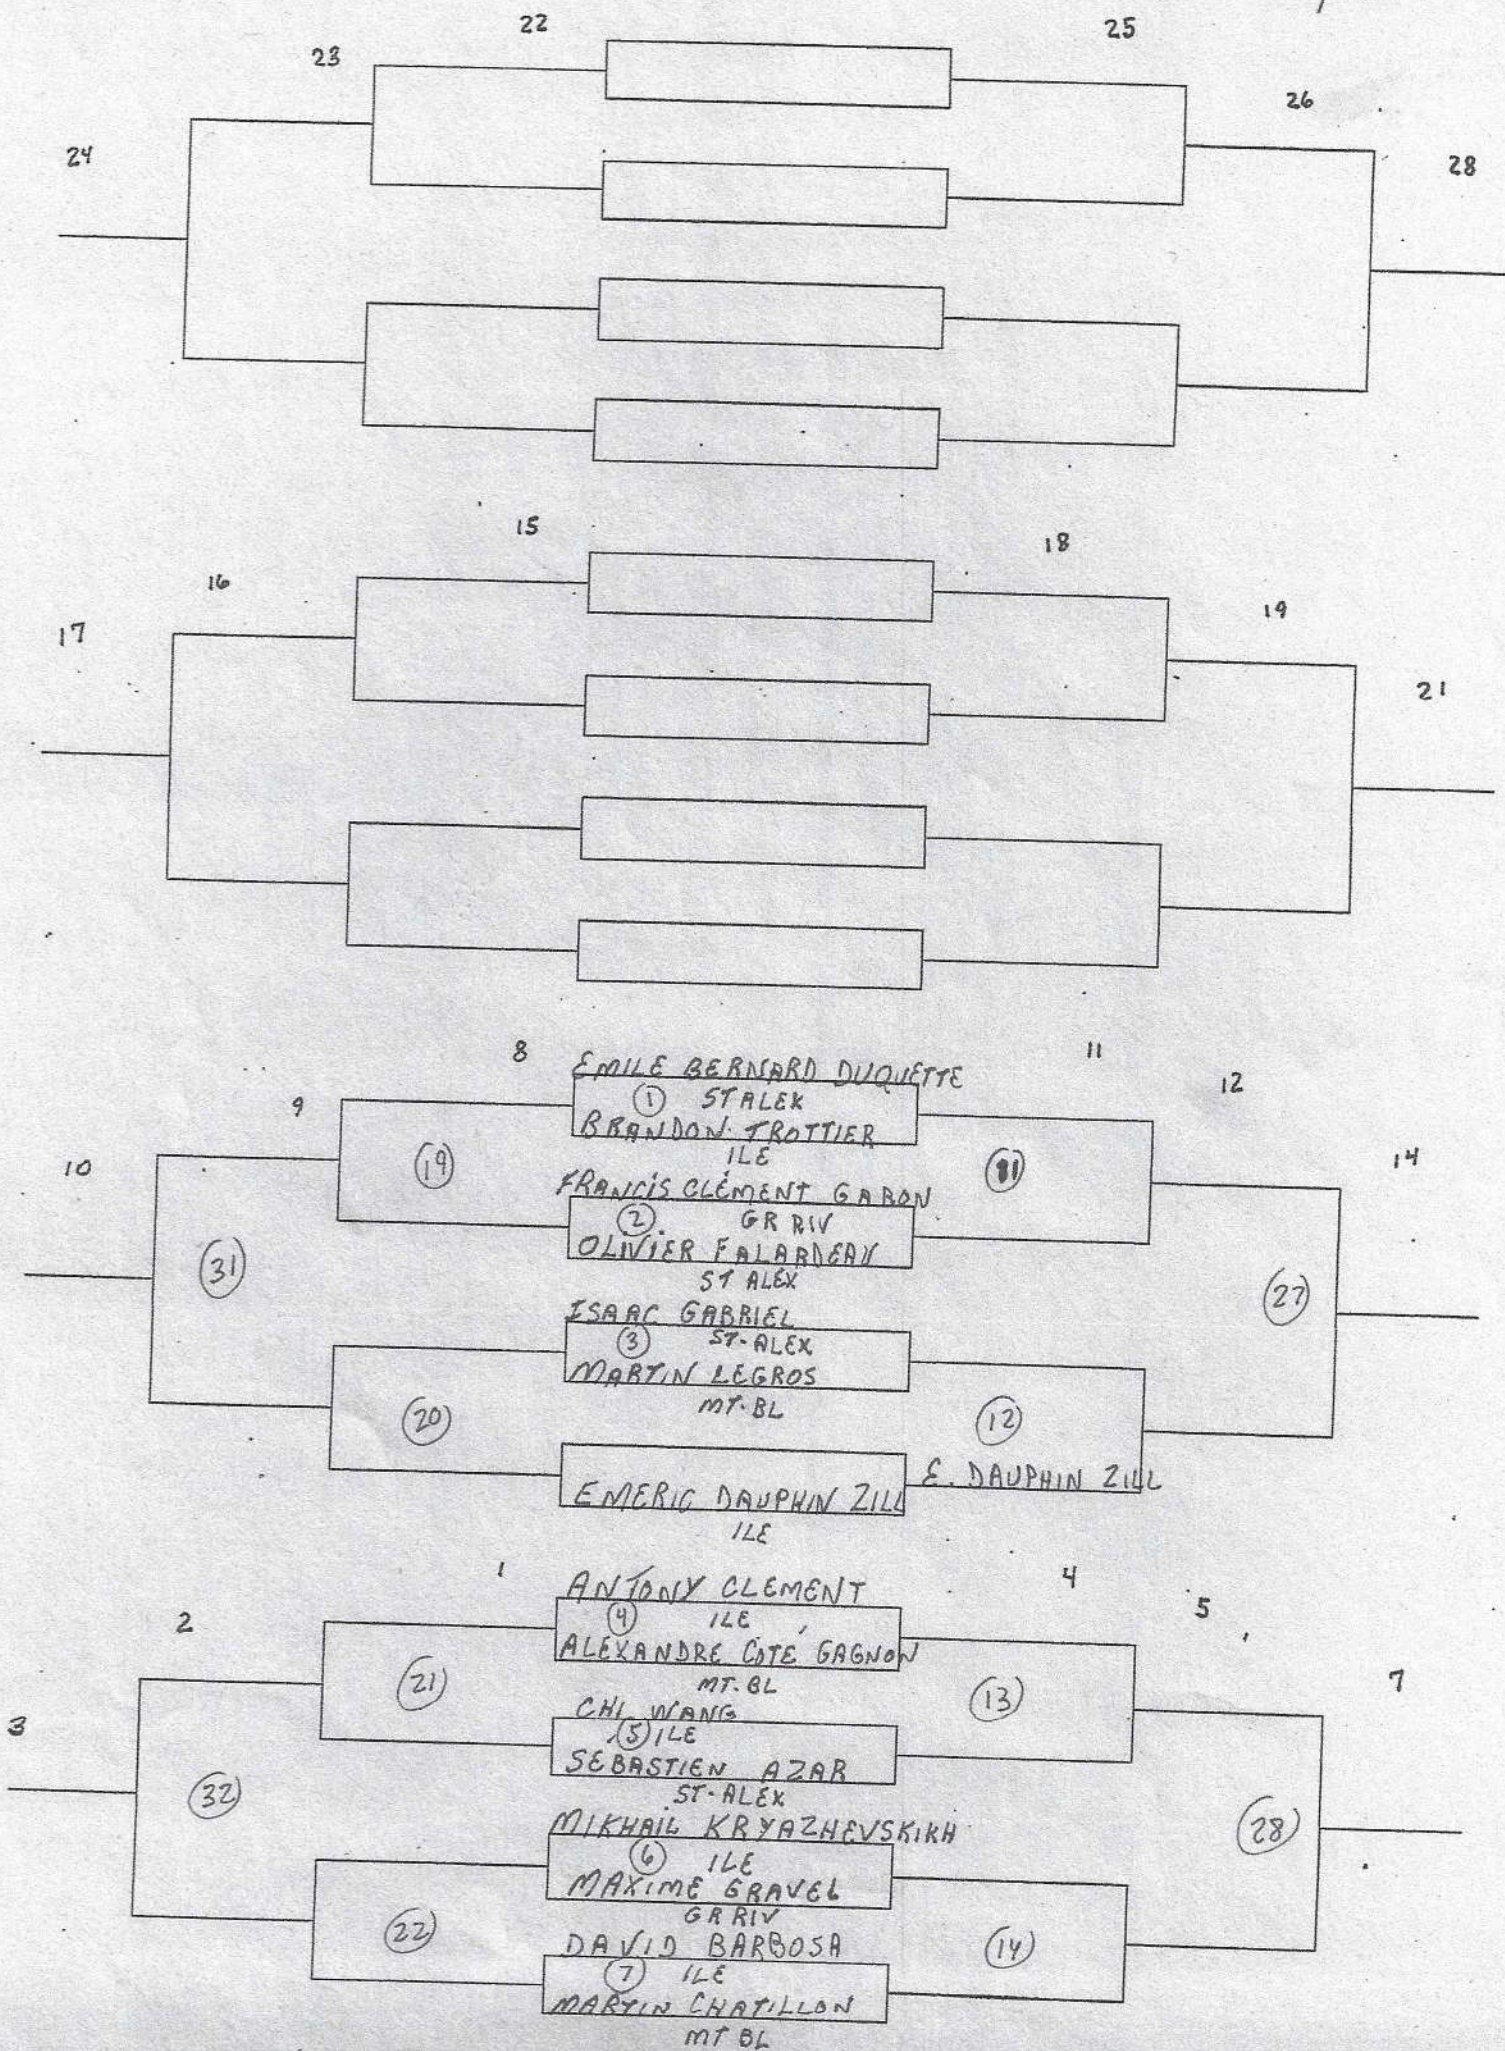 22
25
23
26
24
28
15
18
16
19
17
21
8
11
EMILE BERNARD DUQUETTE
12
9
① ST ALEX
BRANDON TROTTIER
10
⑲
ILE
⑪
14
FRANCIS CLÉMENT GARON
② GR RIV
OLIVIER FALARDEAU
㉛
ST ALEX
㉗
ISAAC GABRIEL
③ ST-ALEX
MARTIN LEGROS
MT-BL
⑳
⑫
E. DAUPHIN ZILL
EMERIC DAUPHIN ZILL
ILE
1
4
ANTONY CLEMENT
5
2
④ ILE
ALEXANDRE COTÉ GAGNON
MT. BL
㉑
⑬
7
CHI WANG
3
⑤ ILE
SEBASTIEN AZAR
ST-ALEX
㉜
MIKHAIL KRYAZHEVSKIKH
㉘
⑥ ILE
MAXIME GRAVEL
GR RIV
㉒
⑭
DAVID BARBOSA
⑦ ILE
MARTIN CHATILLON
MT BL